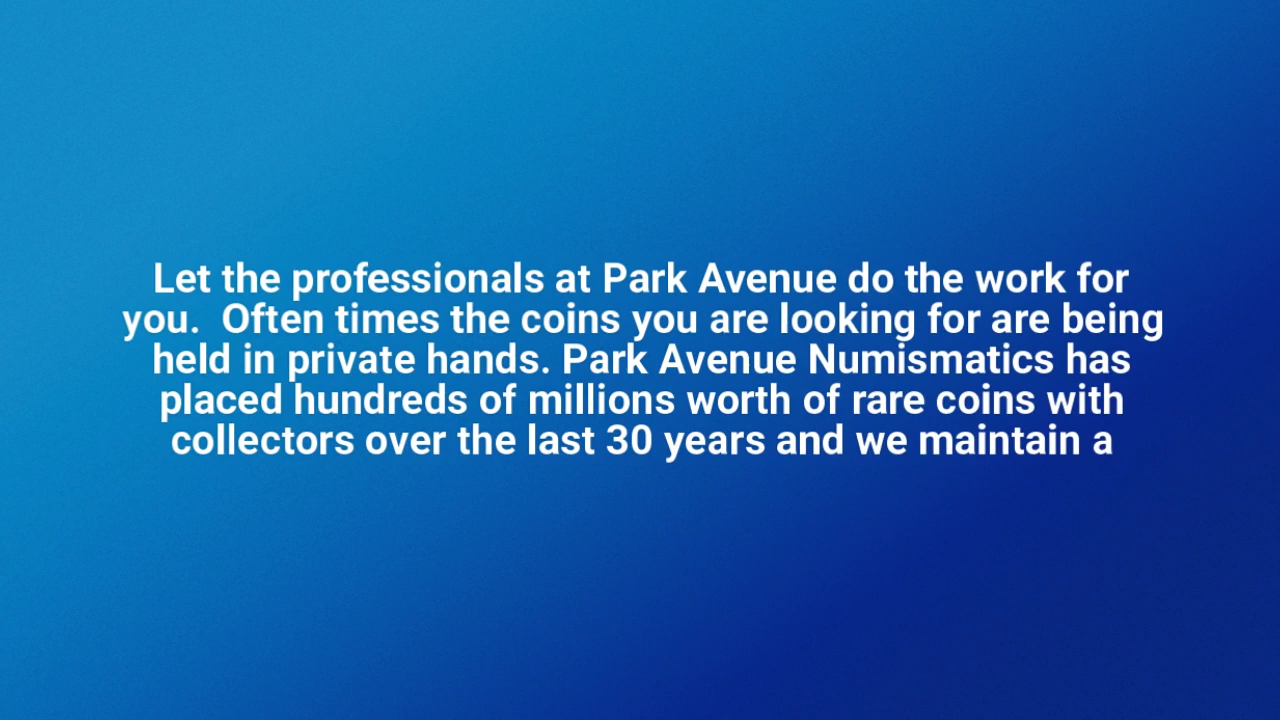 Let the professionals at Park Avenue do the work for
you.  Often times the coins you are looking for are being
held in private hands. Park Avenue Numismatics has
placed hundreds of millions worth of rare coins with
collectors over the last 30 years and we maintain a